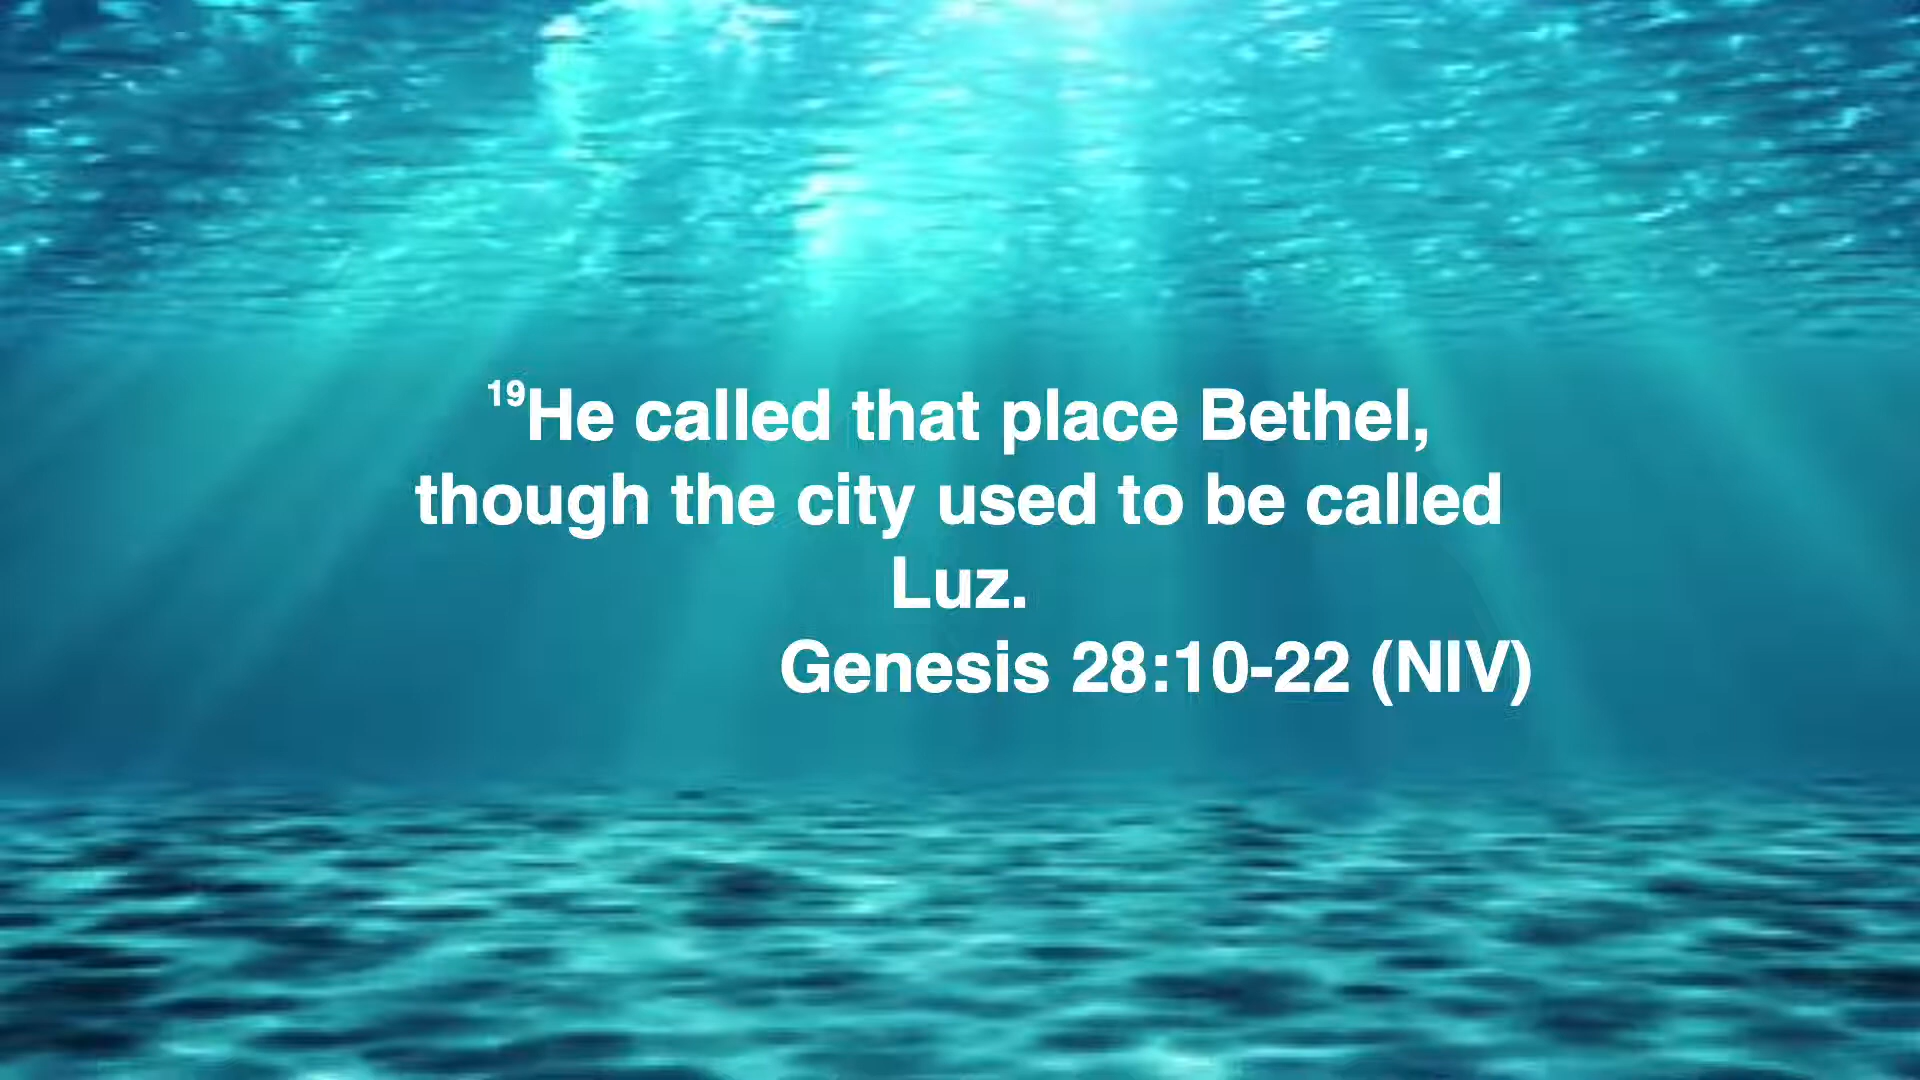 ¹⁹He called that place Bethel,
though the city used to be called
Luz.
Genesis 28:10-22 (NIV)